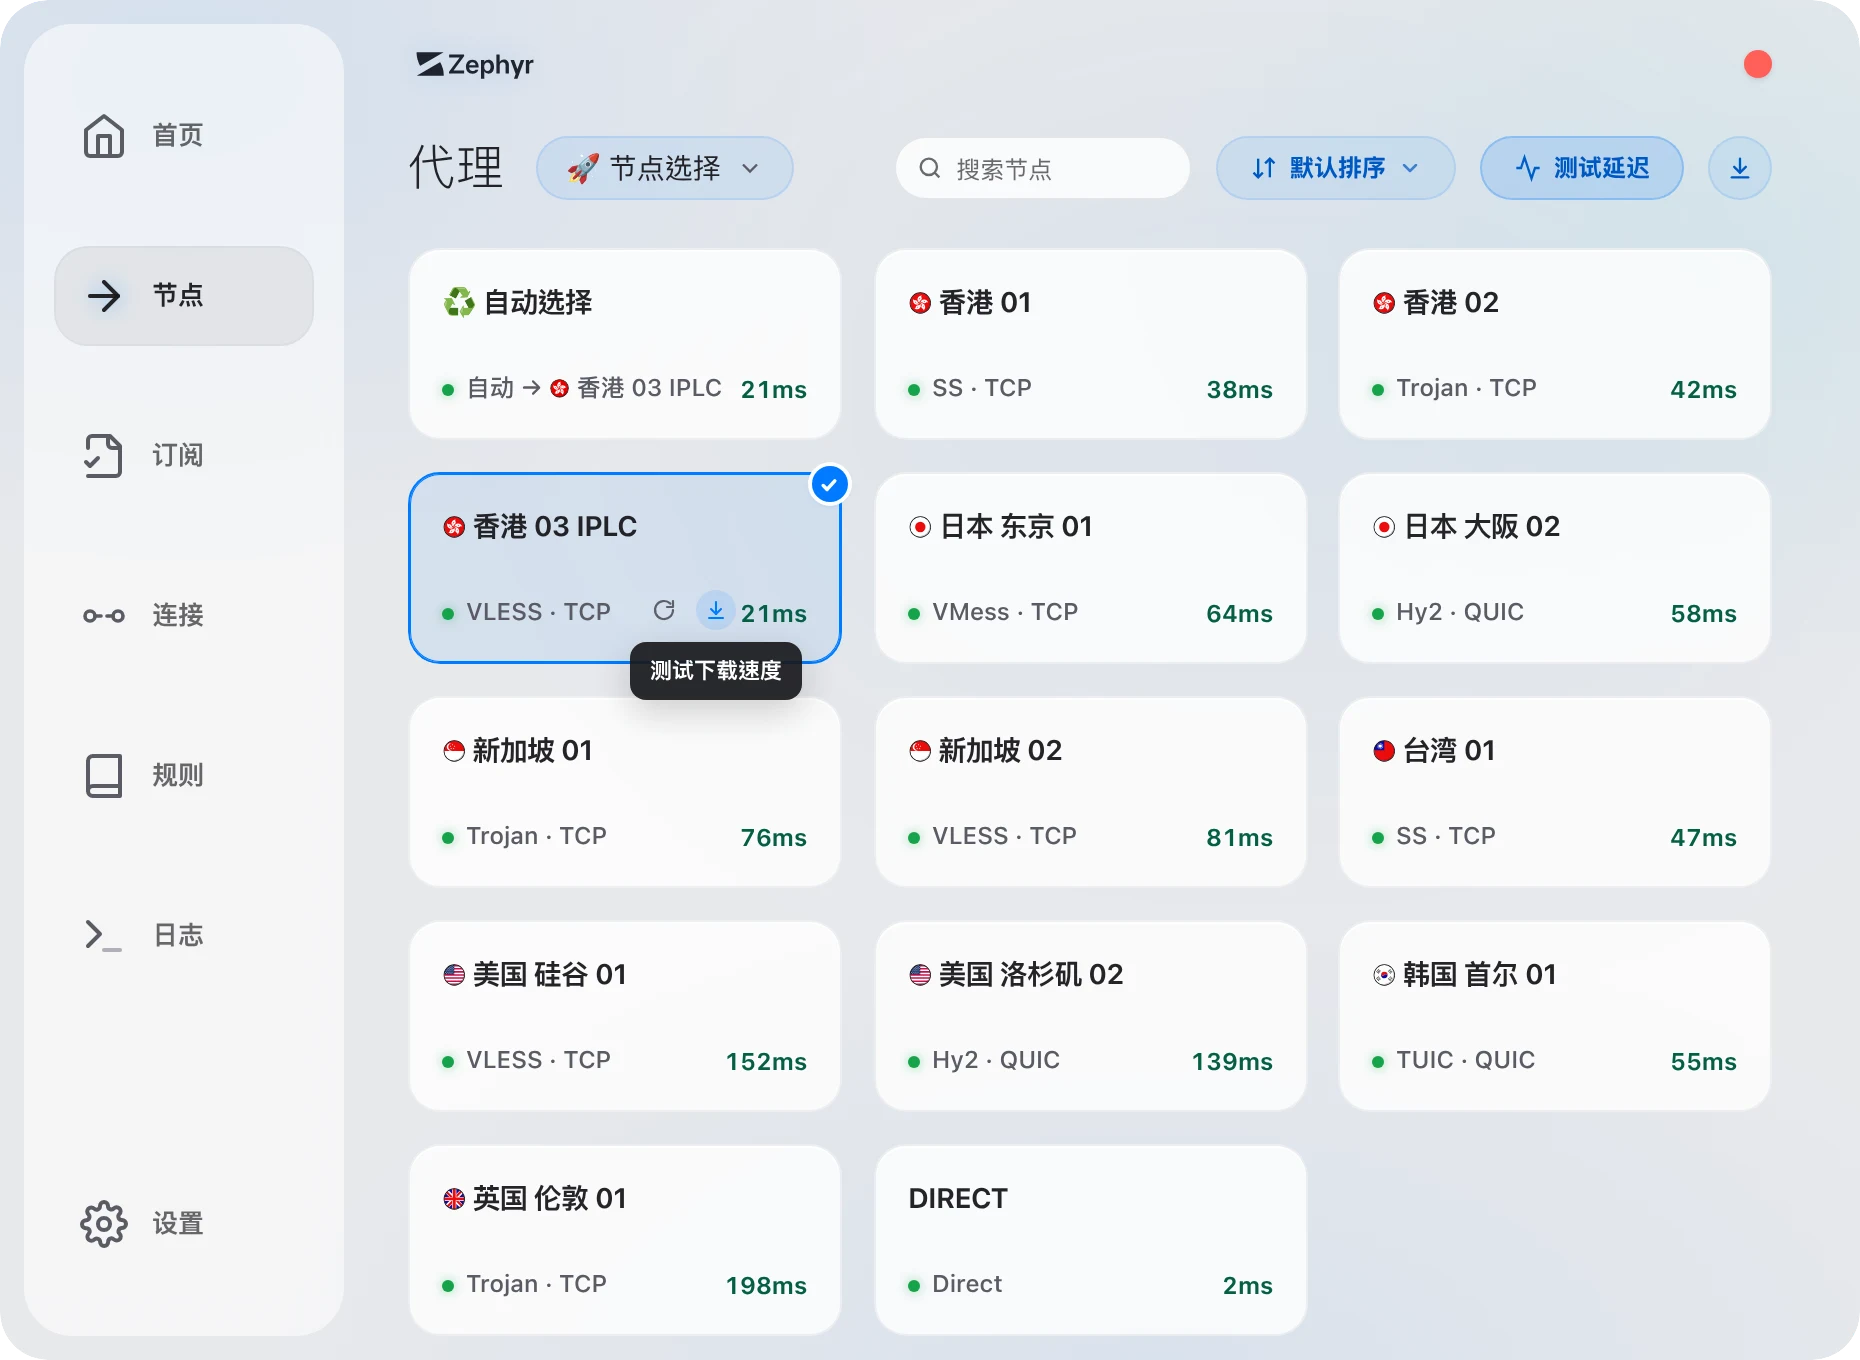 Zephyr
首页
节点
订阅
连接
规则
日志
设置
代理
🚀 节点选择
搜索节点
默认排序
测试延迟
♻️ 自动选择
自动 → 🇭🇰 香港 03 IPLC 21ms
🇭🇰 香港 01
SS · TCP 38ms
🇭🇰 香港 02
Trojan · TCP 42ms
🇭🇰 香港 03 IPLC
VLESS · TCP 21ms
测试下载速度
🇯🇵 日本 东京 01
VMess · TCP 64ms
🇯🇵 日本 大阪 02
Hy2 · QUIC 58ms
🇸🇬 新加坡 01
Trojan · TCP 76ms
🇸🇬 新加坡 02
VLESS · TCP 81ms
🇹🇼 台湾 01
SS · TCP 47ms
🇺🇸 美国 硅谷 01
VLESS · TCP 152ms
🇺🇸 美国 洛杉矶 02
Hy2 · QUIC 139ms
🇰🇷 韩国 首尔 01
TUIC · QUIC 55ms
🇬🇧 英国 伦敦 01
Trojan · TCP 198ms
DIRECT
Direct 2ms